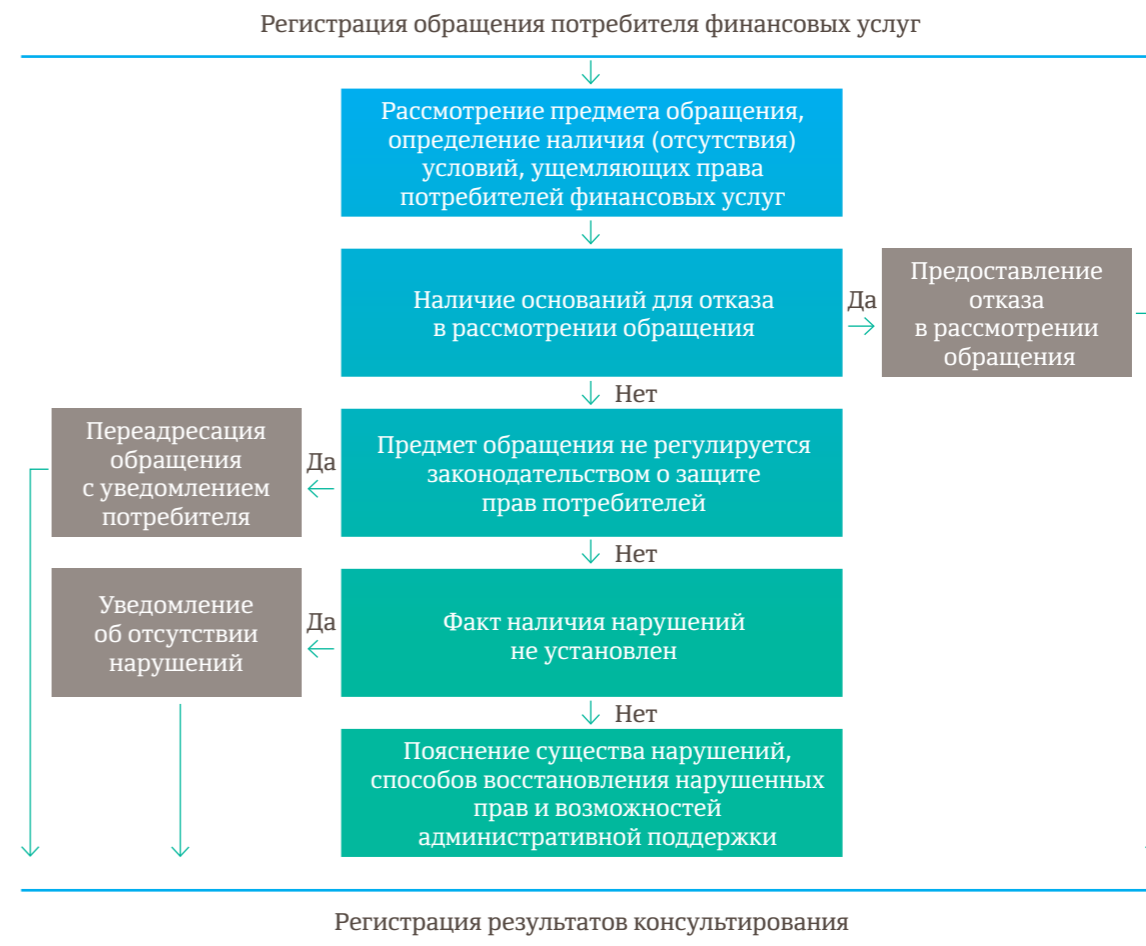 Регистрация обращения потребителя финансовых услуг
Рассмотрение предмета обращения,
определение наличия (отсутствия)
условий, ущемляющих права
потребителей финансовых услуг
Наличие оснований для отказа
в рассмотрении обращения
Да
Предоставление
отказа
в рассмотрении
обращения
Нет
Переадресация
обращения
с уведомлением
потребителя
Да
Предмет обращения не регулируется
законодательством о защите
прав потребителей
Нет
Уведомление
об отсутствии
нарушений
Да
Факт наличия нарушений
не установлен
Нет
Пояснение существа нарушений,
способов восстановления нарушенных
прав и возможностей
административной поддержки
Регистрация результатов консультирования